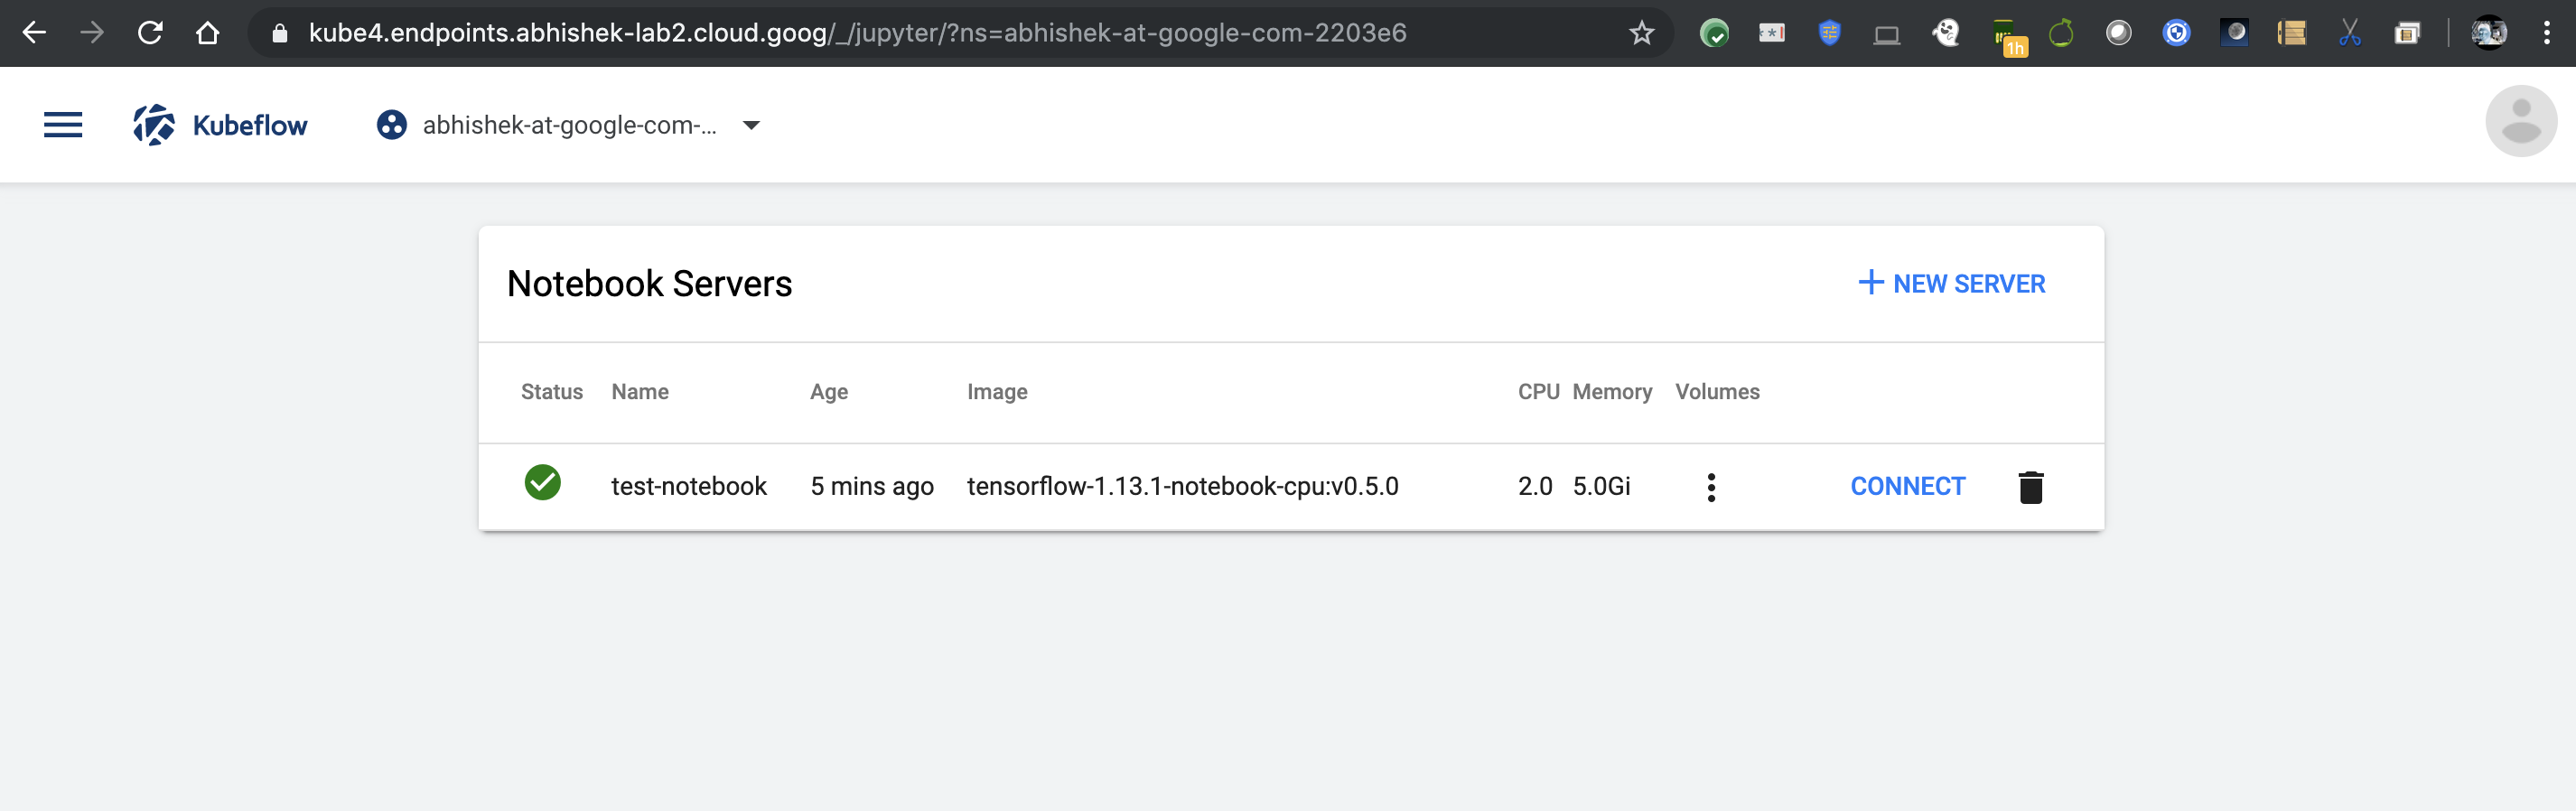 kube4.endpoints.abhishek-lab2.cloud.goog/_/jupyter/?ns=abhishek-at-google-com-2203e6
1h
Kubeflow
abhishek-at-google-com-...
Notebook Servers
+ NEW SERVER
Status Name Age Image CPU Memory Volumes
test-notebook 5 mins ago tensorflow-1.13.1-notebook-cpu:v0.5.0 2.0 5.0Gi CONNECT